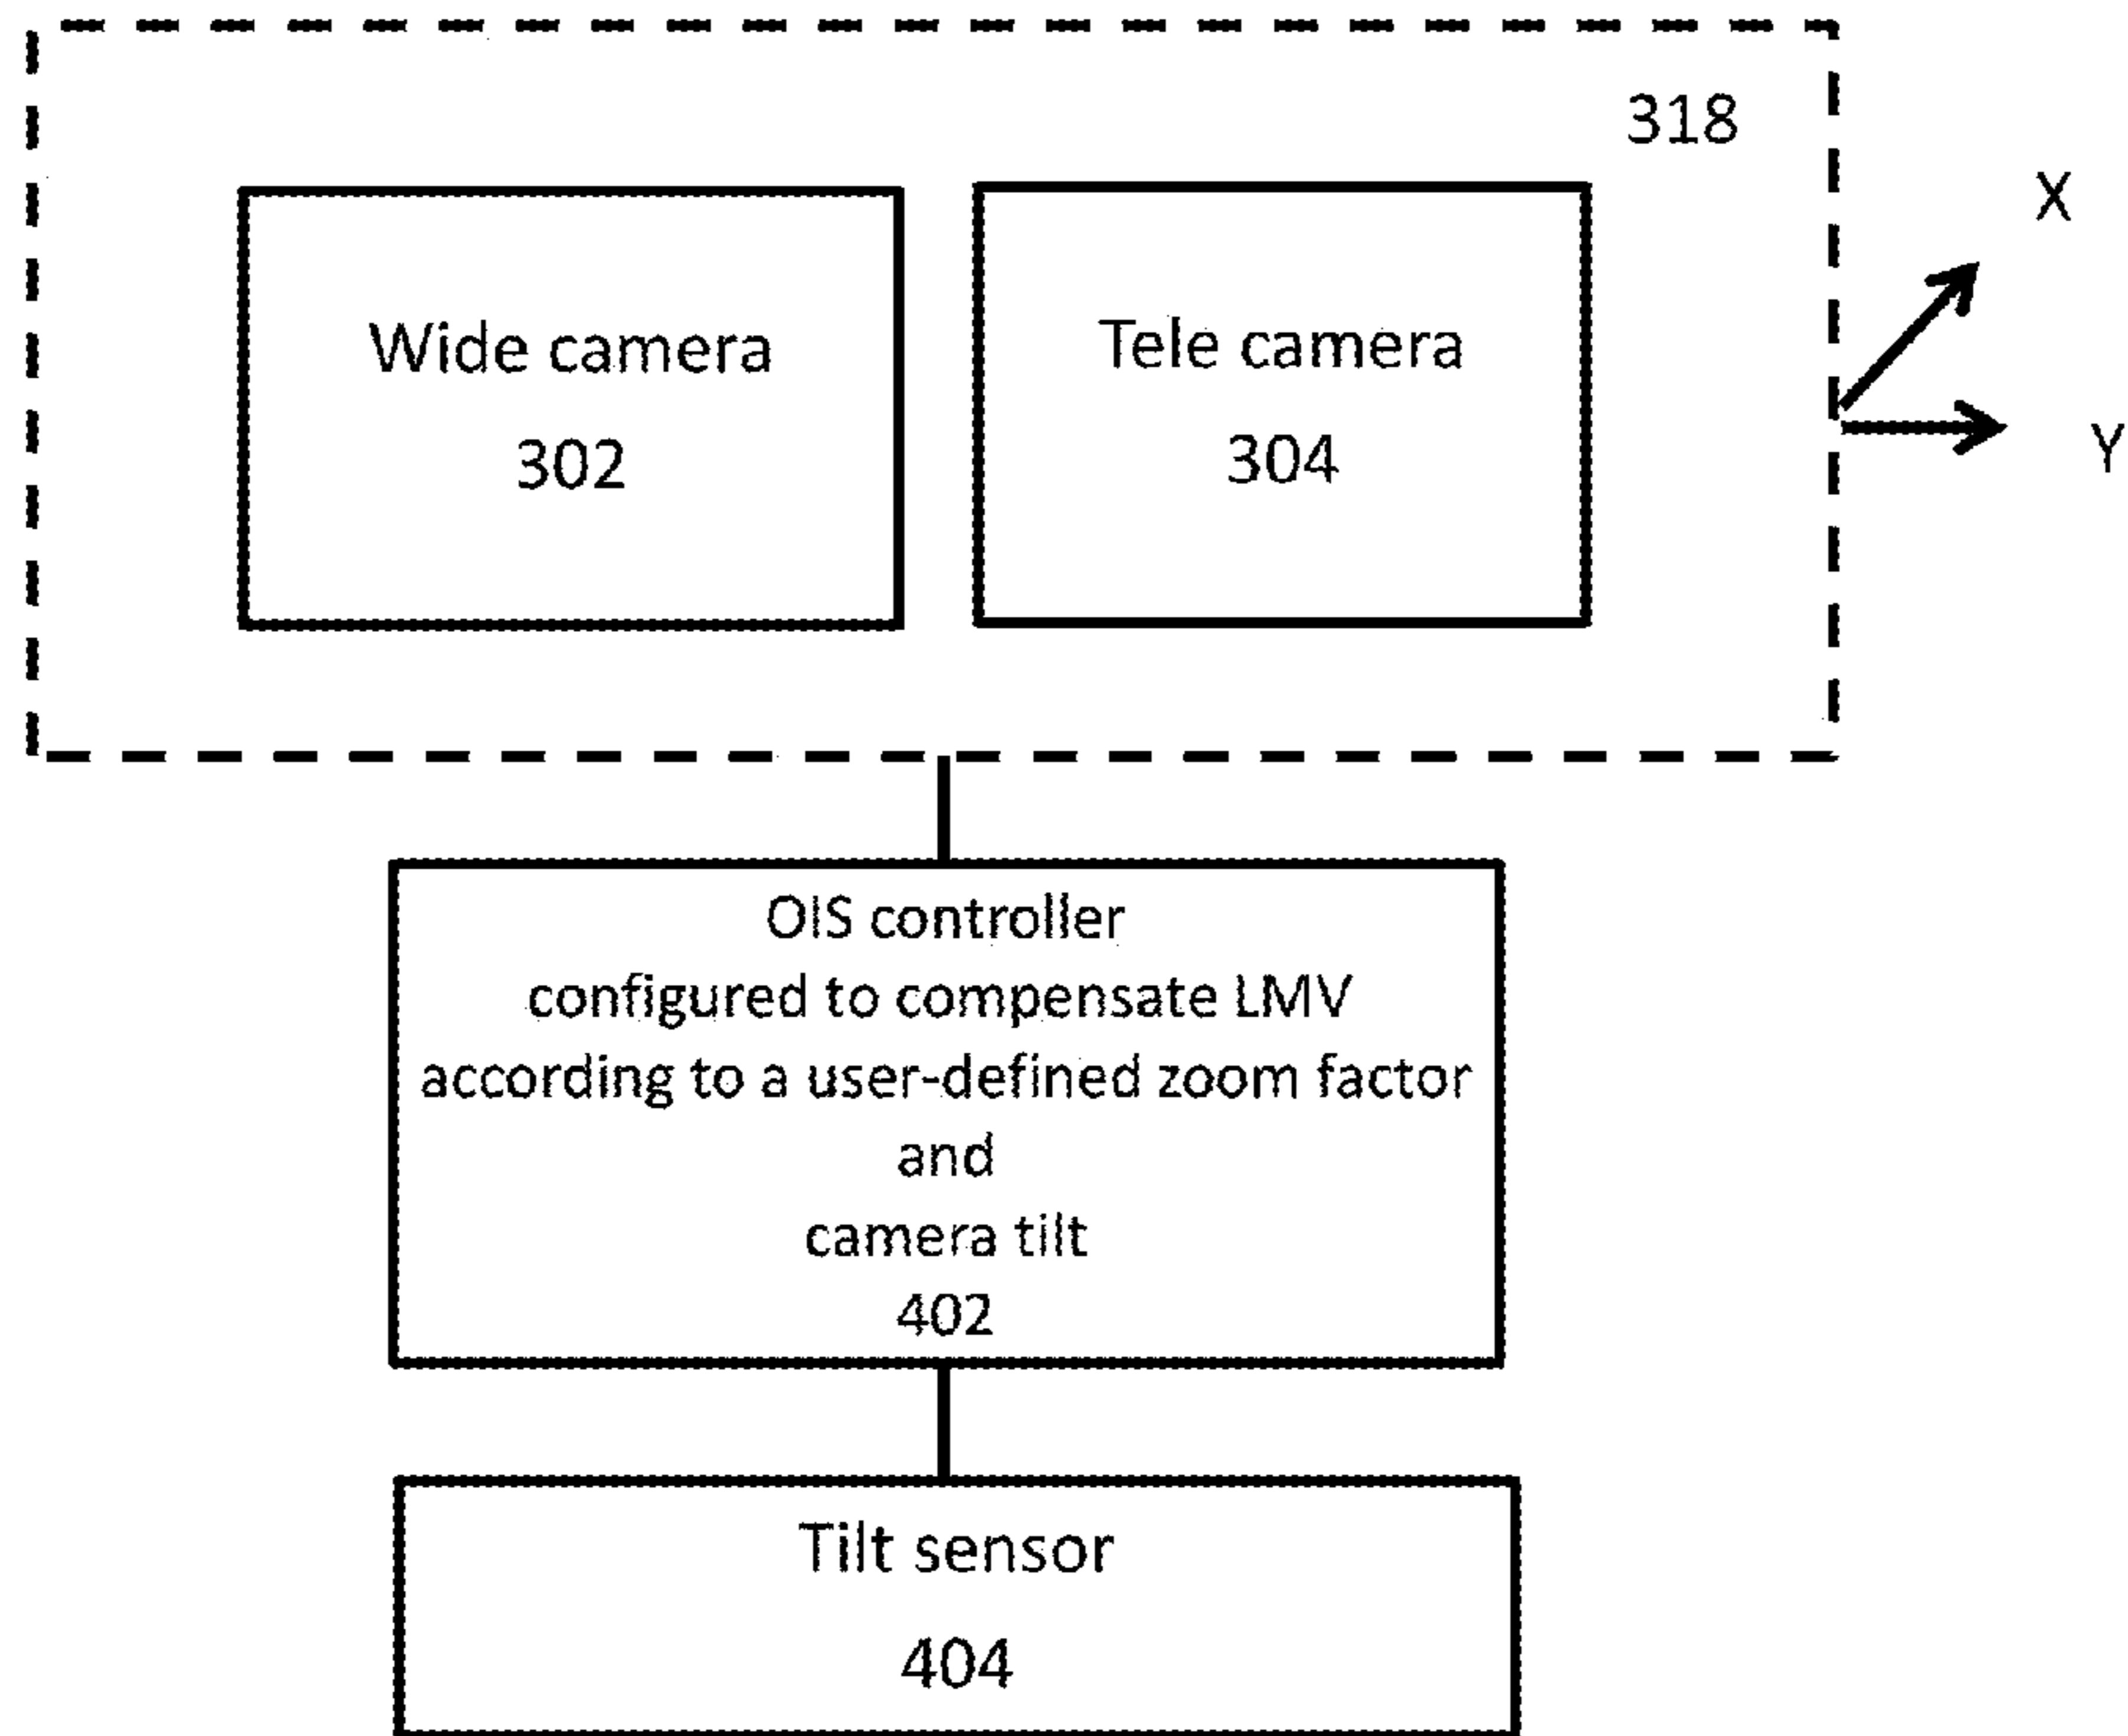 318
X
Wide camera
302
Tele camera
304
Y
OIS controller
configured to compensate LMV
according to a user-defined zoom factor
and
camera tilt
402
Tilt sensor
404